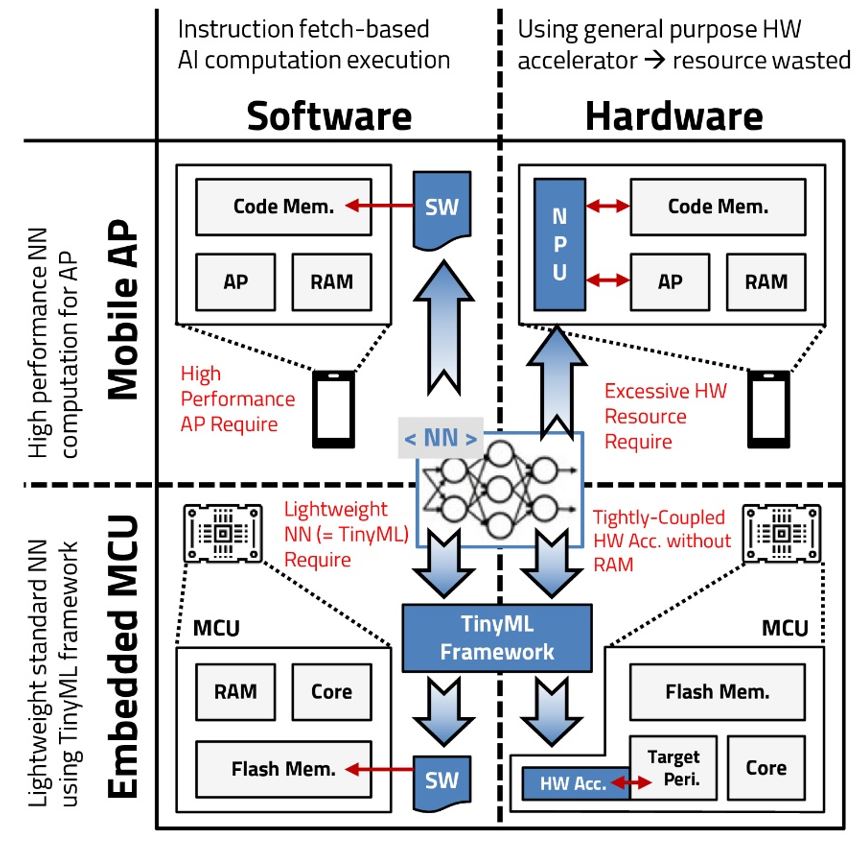 Instruction fetch-based
AI computation execution
Using general purpose HW
accelerator → resource wasted
Software
Hardware
High performance NN
computation for AP
Mobile AP
Code Mem.
SW
AP
RAM
High
Performance
AP Require
N
P
U
Code Mem.
AP
RAM
Excessive HW
Resource
Require
< NN >
Lightweight standard NN
using TinyML framework
Embedded MCU
Lightweight
NN (= TinyML)
Require
Tightly-Coupled
HW Acc. without
RAM
TinyML
Framework
MCU
RAM
Core
Flash Mem.
SW
MCU
Flash Mem.
HW Acc.
Target
Peri.
Core